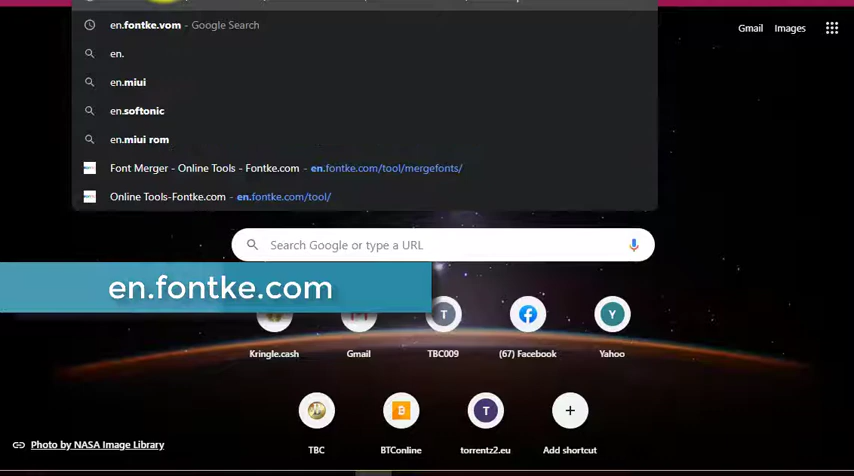 en.fontke.vom - Google Search
Gmail Images
en.
en.miui
en.softonic
en.miui rom
Font Merger - Online Tools - Fontke.com - en.fontke.com/tool/mergefonts/
Online Tools-Fontke.com - en.fontke.com/tool/
Search Google or type a URL
en.fontke.com
T
Y
Kringle.cash
Gmail
TBC009
(67) Facebook
Yahoo
T
TBC
BTConline
torrentz2.eu
Add shortcut
Photo by NASA Image Library